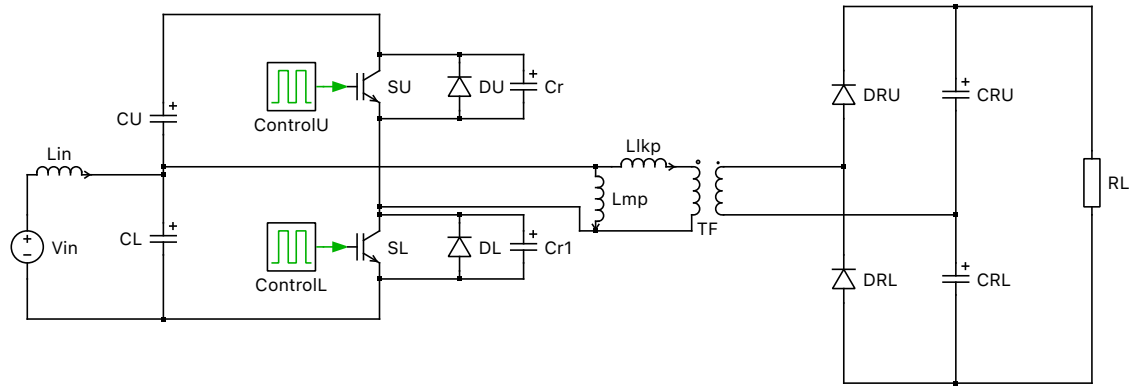 SU
DU
Cr
ControlU
CU
DRU
CRU
Lin
Llkp
Lmp
TF
RL
Vin
CL
SL
DL
Cr1
ControlL
DRL
CRL